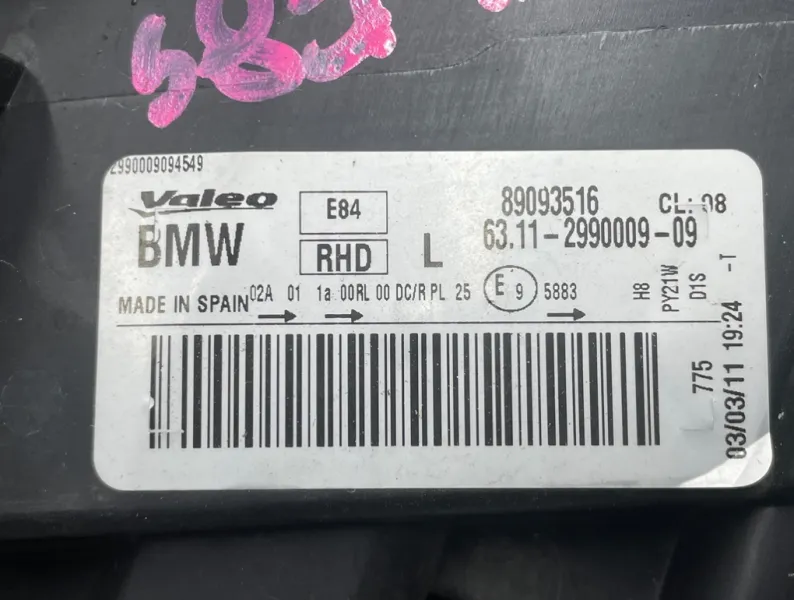 2990009094549
Valeo
E84
89093516
CL: 08
BMW
RHD
L
63.11-2990009-09
MADE IN SPAIN
02A 01 1a 00RL 00 DC/R PL 25 E 9 5883
H8
PY21W
D1S
-T
775
03/03/11 19:24